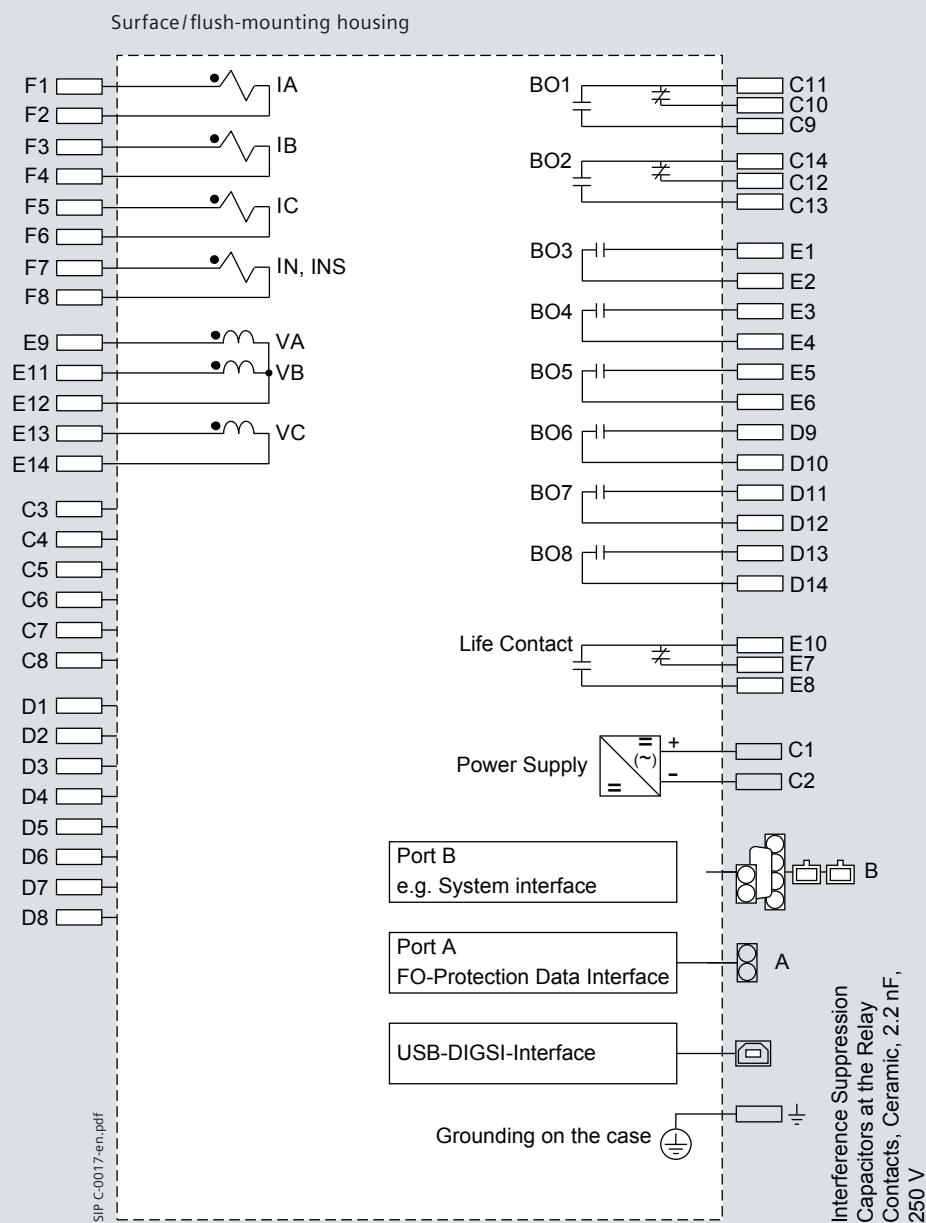 Surface/flush-mounting housing
F1
F2
F3
F4
F5
F6
F7
F8
E9
E11
E12
E13
E14
C3
C4
C5
C6
C7
C8
D1
D2
D3
D4
D5
D6
D7
D8
IA
IB
IC
IN, INS
VA
VB
VC
BO1
BO2
BO3
BO4
BO5
BO6
BO7
BO8
Life Contact
Power Supply
=
(~)
=
+
-
Port B
e.g. System interface
Port A
FO-Protection Data Interface
USB-DIGSI-Interface
Grounding on the case
C11
C10
C9
C14
C12
C13
E1
E2
E3
E4
E5
E6
D9
D10
D11
D12
D13
D14
E10
E7
E8
C1
C2
B
A
Interference Suppression
Capacitors at the Relay
Contacts, Ceramic, 2.2 nF,
250 V
SIP C-0017-en.pdf